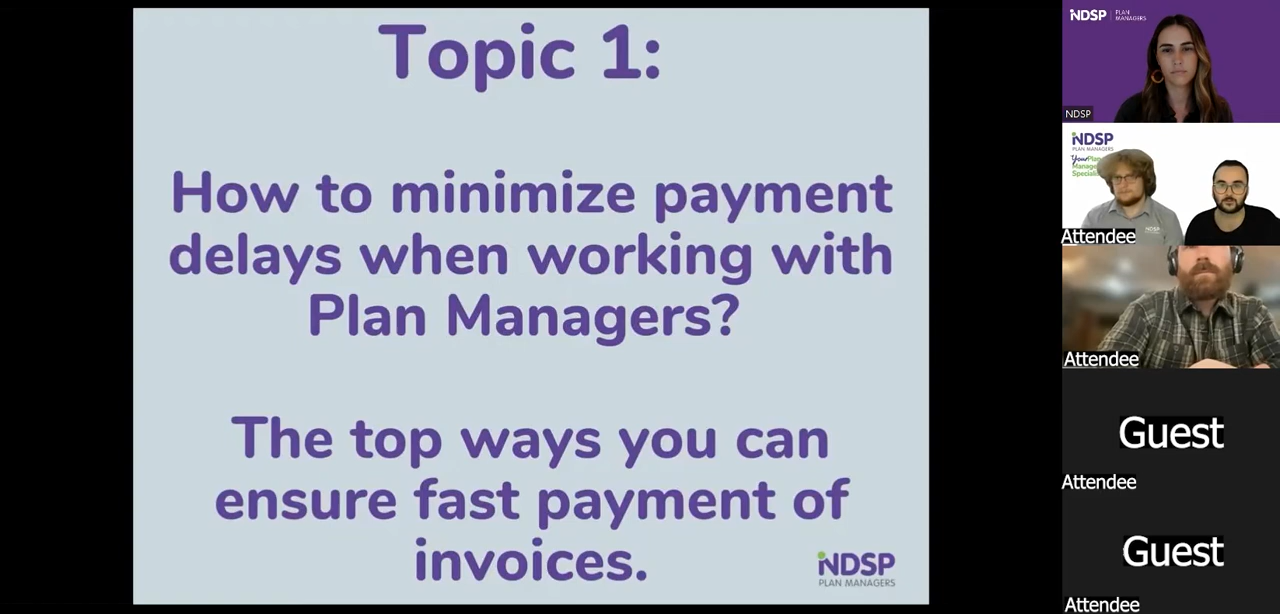 Topic 1:
How to minimize payment
delays when working with
Plan Managers?
The top ways you can
ensure fast payment of
invoices.
NDSP
PLAN MANAGERS
NDSP
PLAN
MANAGERS
NDSP
NDSP
PLAN MANAGERS
Your Plan
Attendee
Attendee
Guest
Attendee
Guest
Attendee